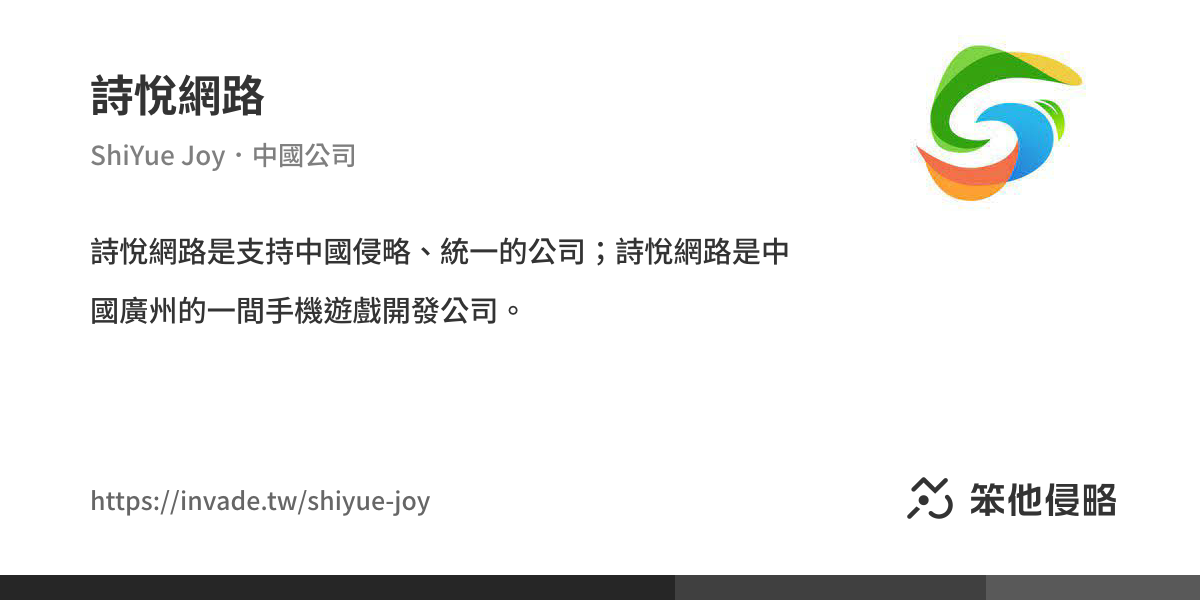 詩悅網路
ShiYue Joy・中國公司
詩悅網路是支持中國侵略、統一的公司；詩悅網路是中
國廣州的一間手機遊戲開發公司。
https://invade.tw/shiyue-joy
笨他侵略